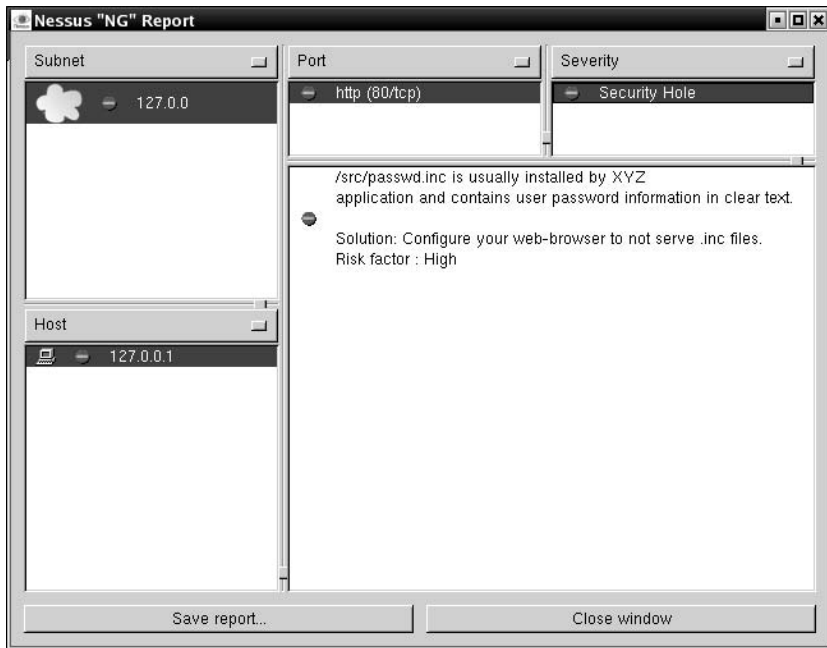 Nessus "NG" Report
Subnet
Port
Severity
127.0.0
http (80/tcp)
Security Hole
/src/passwd.inc is usually installed by XYZ
application and contains user password information in clear text.
Solution: Configure your web-browser to not serve .inc files.
Risk factor : High
Host
127.0.0.1
Save report...
Close window